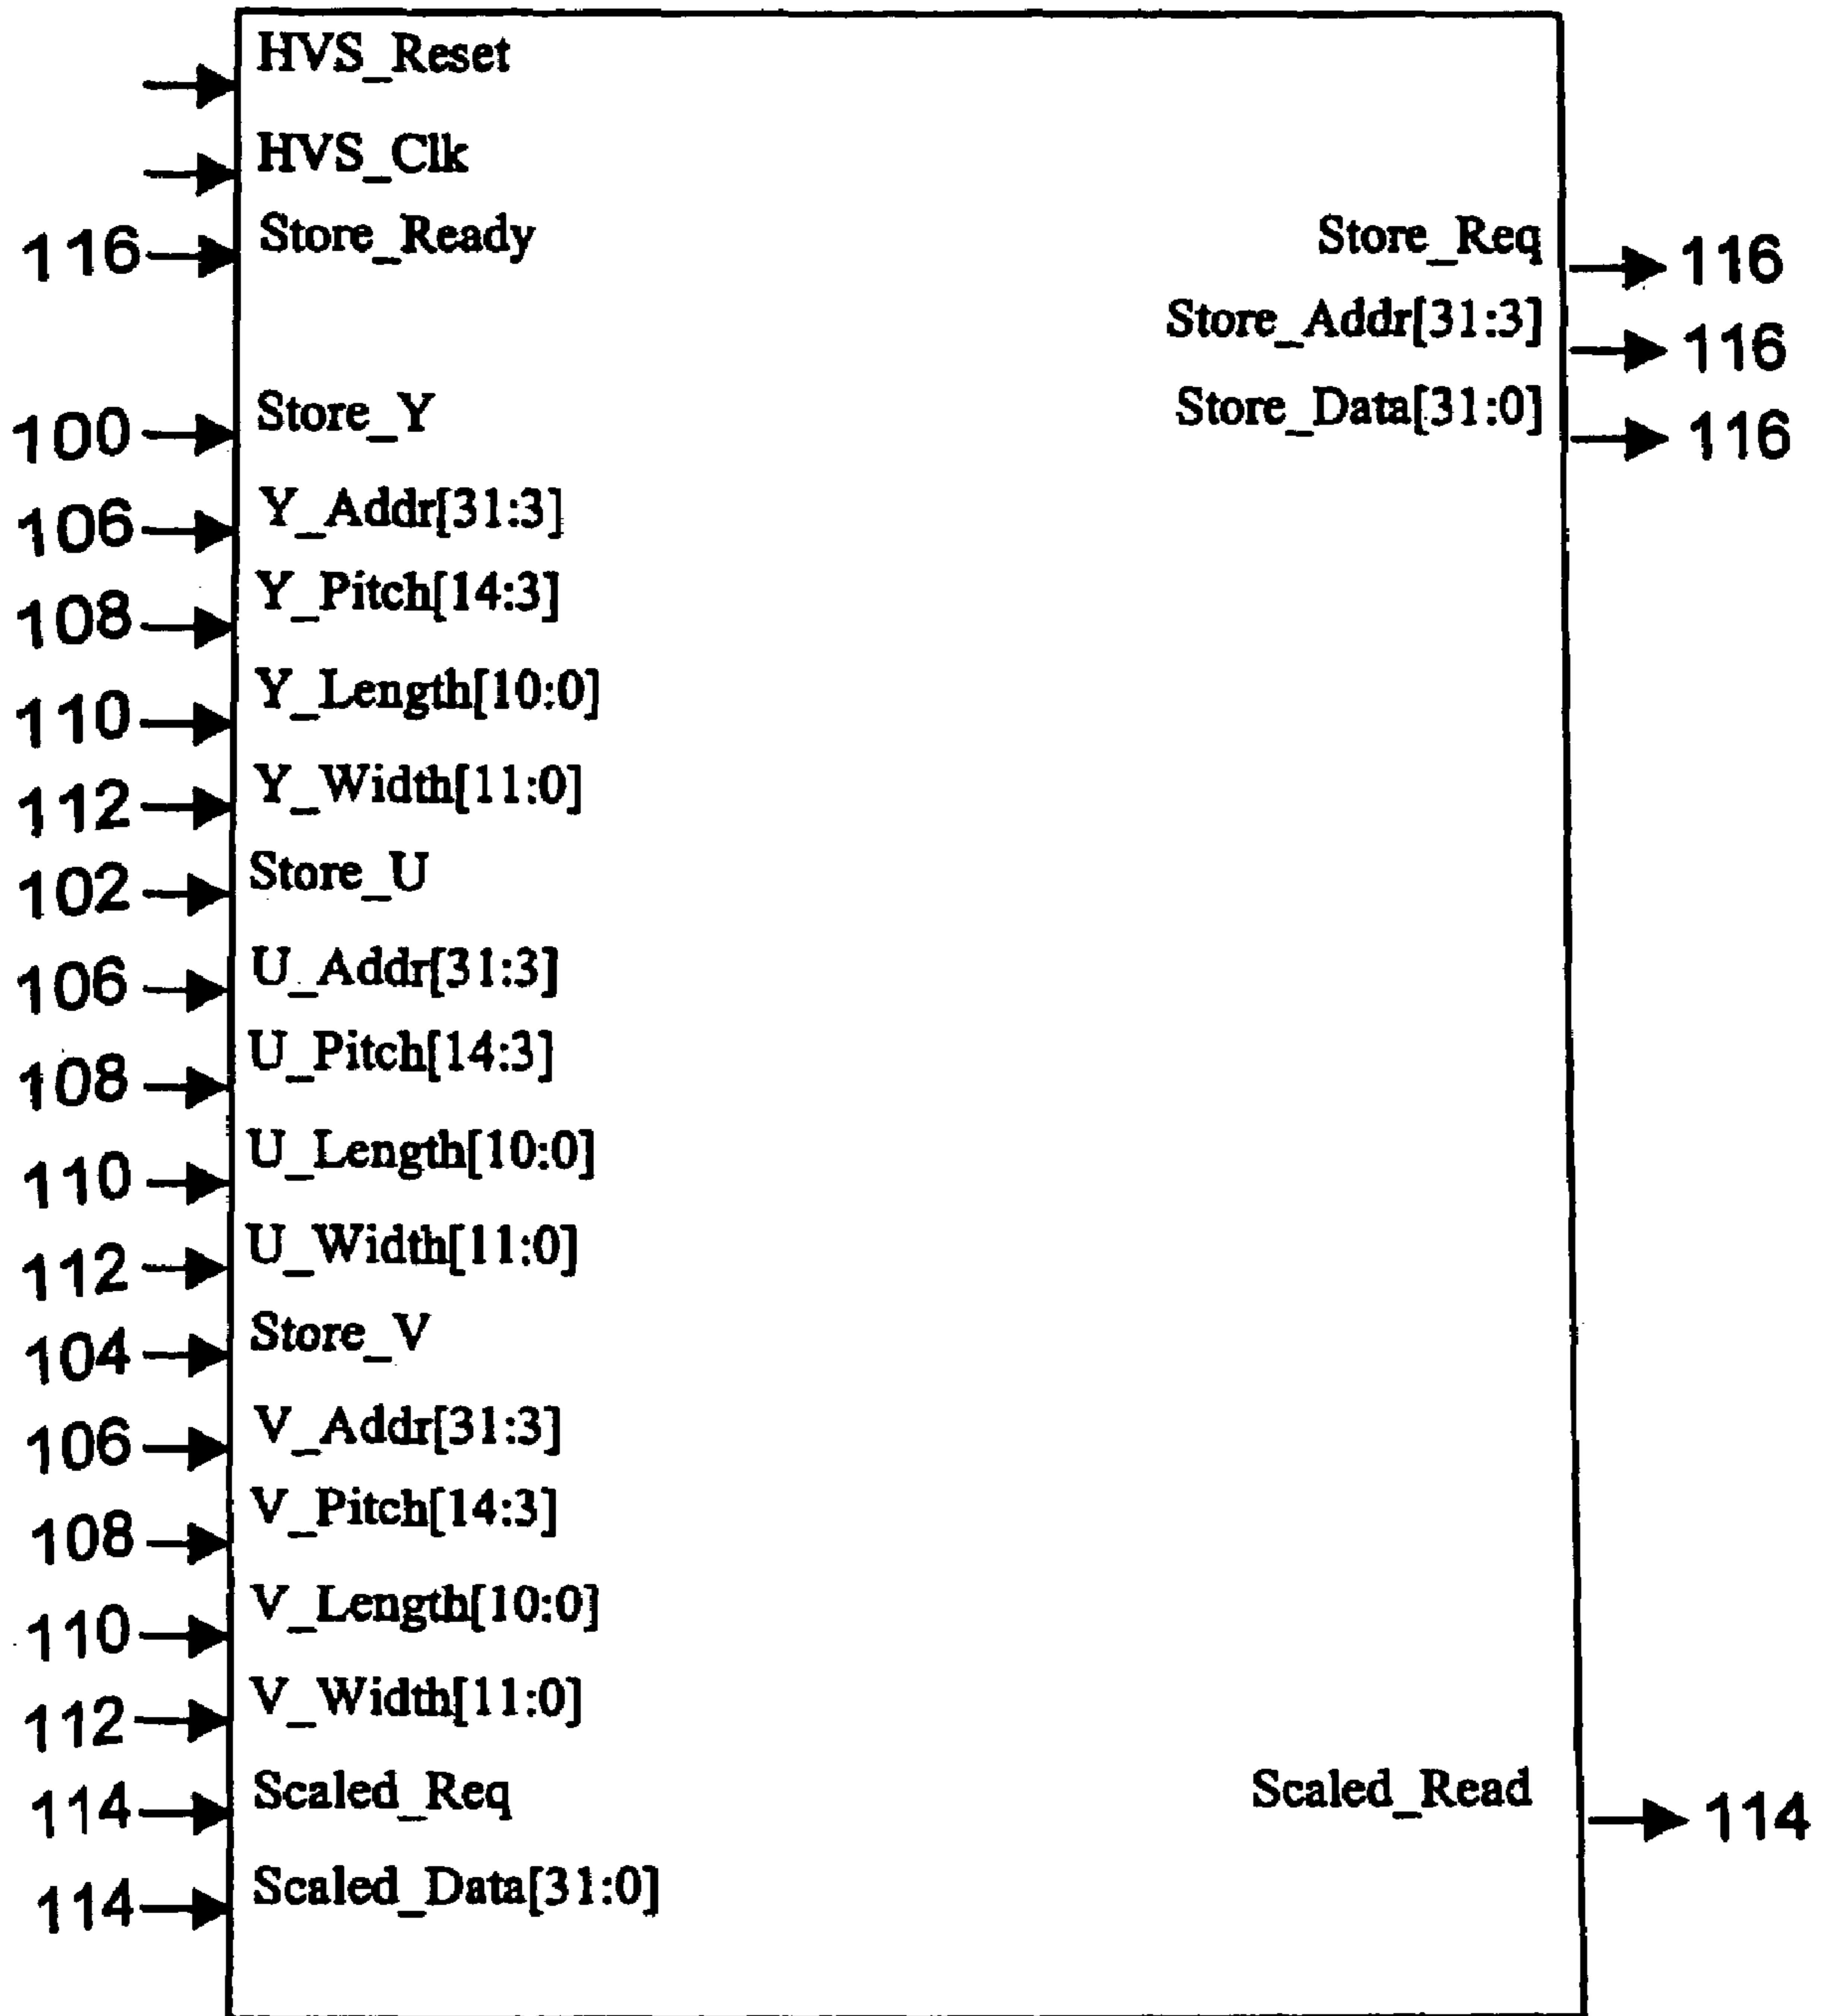 HVS_Reset
HVS_Clk
116 Store_Ready Store_Req 116
Store_Addr[31:3] 116
100 Store_Y Store_Data[31:0] 116
106 Y_Addr[31:3]
108 Y_Pitch[14:3]
110 Y_Length[10:0]
112 Y_Width[11:0]
102 Store_U
106 U_Addr[31:3]
108 U_Pitch[14:3]
110 U_Length[10:0]
112 U_Width[11:0]
104 Store_V
106 V_Addr[31:3]
108 V_Pitch[14:3]
110 V_Length[10:0]
112 V_Width[11:0]
114 Scaled_Req Scaled_Read 114
114 Scaled_Data[31:0]